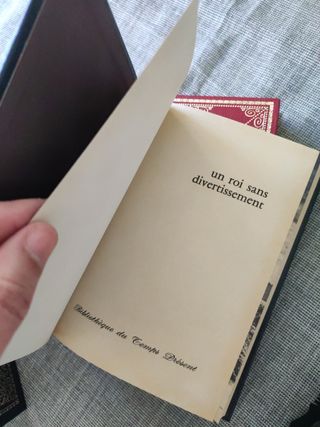 un roi sans
divertissement
Bibliothèque du Temps Présent